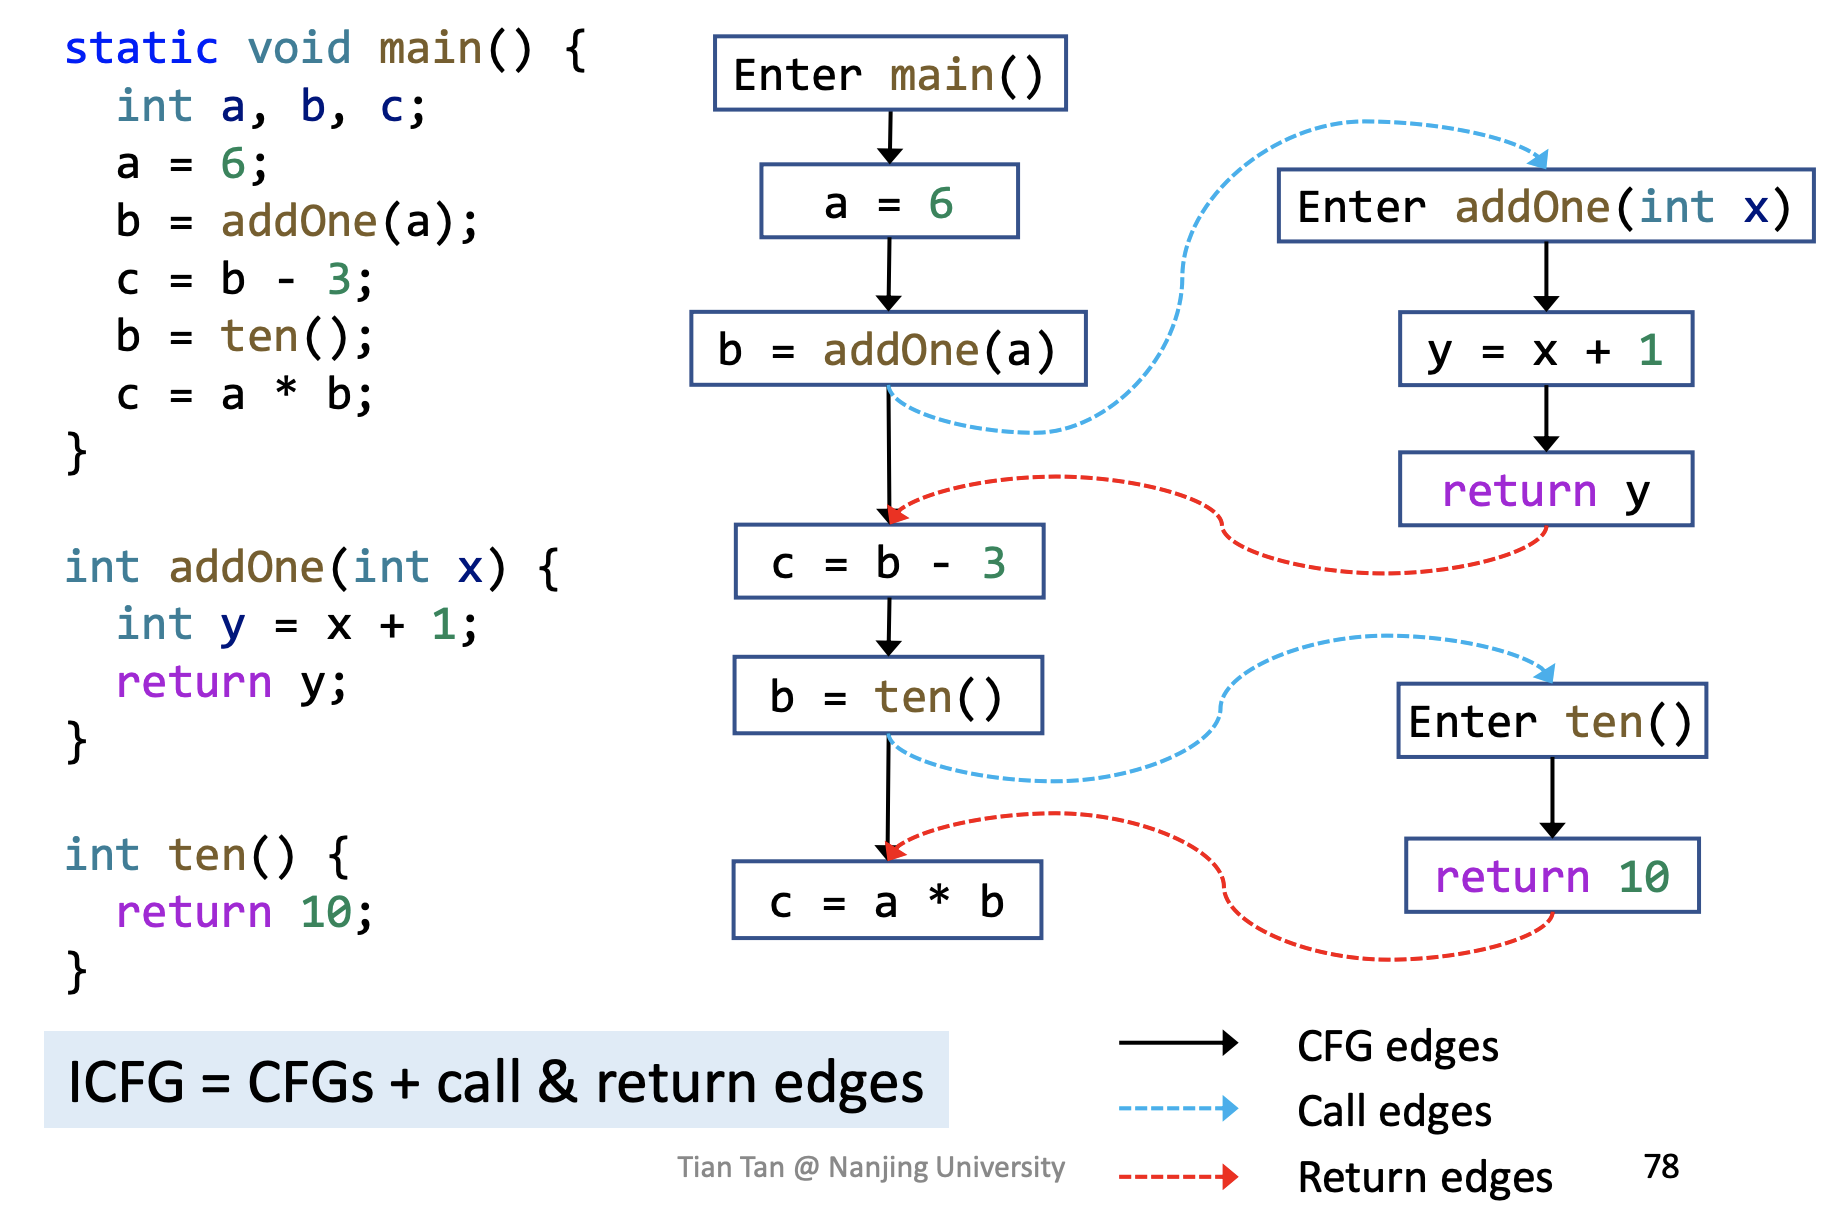 static void main() {
  int a, b, c;
  a = 6;
  b = addOne(a);
  c = b - 3;
  b = ten();
  c = a * b;
}
int addOne(int x) {
  int y = x + 1;
  return y;
}
int ten() {
  return 10;
}
Enter main()
a = 6
b = addOne(a)
c = b - 3
b = ten()
c = a * b
Enter addOne(int x)
y = x + 1
return y
Enter ten()
return 10
ICFG = CFGs + call & return edges
CFG edges
Call edges
Return edges
Tian Tan @ Nanjing University
78